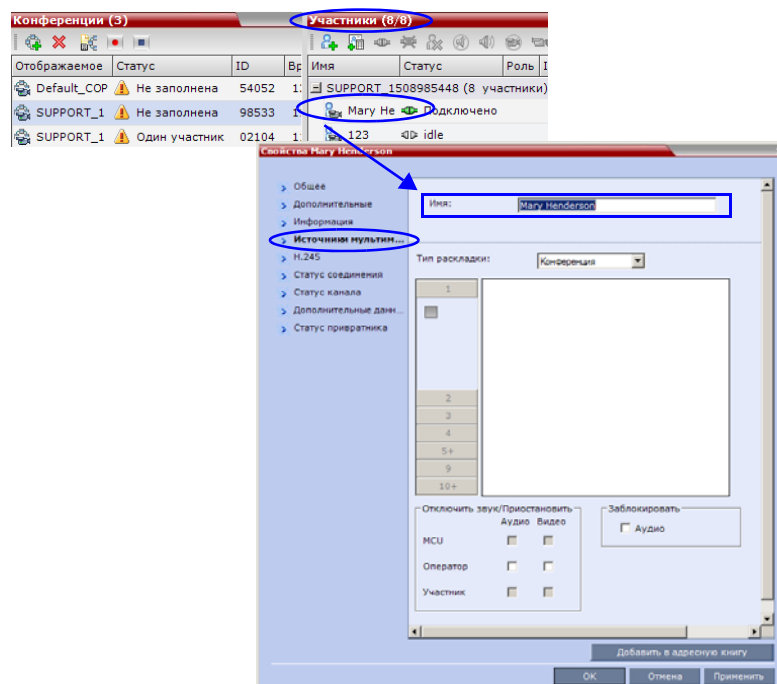 Конференции (3)
Участники (8/8)
Отображаемое Статус ID Вр
Имя Статус Роль
Default_COP Не заполнена 54052
SUPPORT_1508985448 (8 участники)
SUPPORT_1 Не заполнена 98533
Mary He Подключено
SUPPORT_1 Один участник 02104
123 idle
Свойства Mary Henderson
Общее
Дополнительные
Информация
Источники мультим...
H.245
Статус соединения
Статус канала
Дополнительные данн...
Статус привратника
Имя: Mary Henderson
Тип раскладки: Конференция
1
2
3
4
5+
9
10+
Отключить звук/Приостановить
Аудио Видео
MCU
Оператор
Участник
Заблокировать
Аудио
Добавить в адресную книгу
OK Отмена Применить